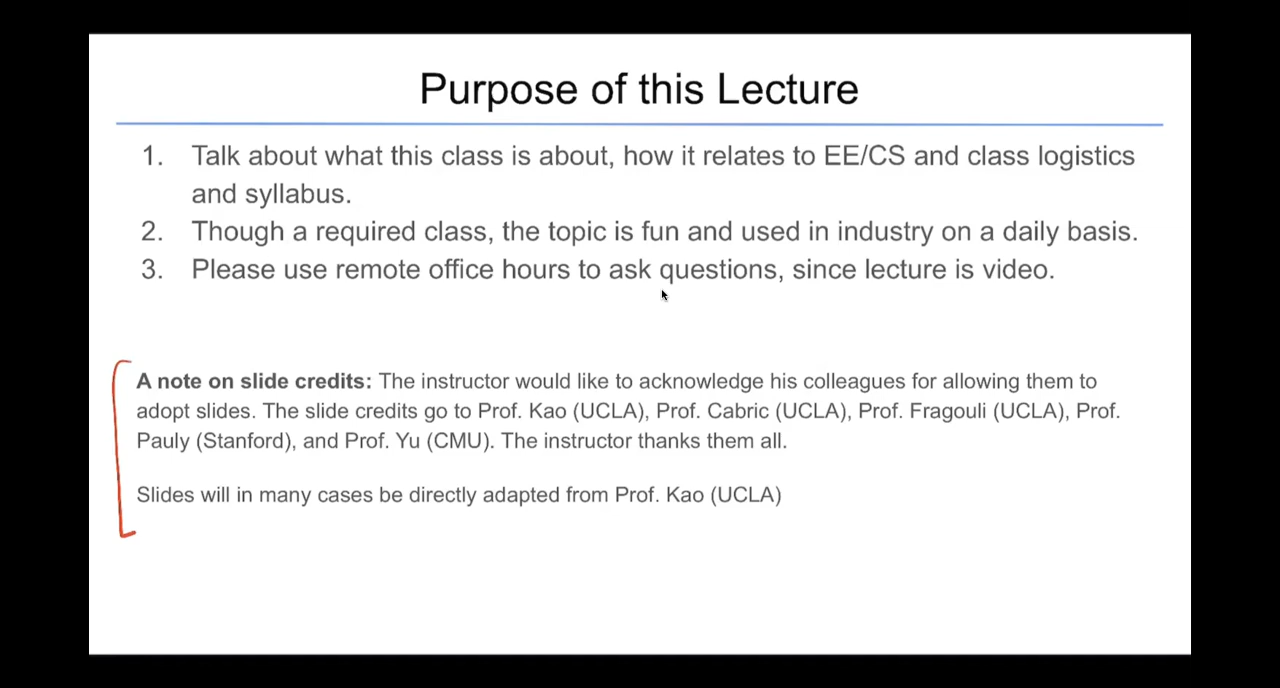 Purpose of this Lecture
1. Talk about what this class is about, how it relates to EE/CS and class logistics
and syllabus.
2. Though a required class, the topic is fun and used in industry on a daily basis.
3. Please use remote office hours to ask questions, since lecture is video.
A note on slide credits: The instructor would like to acknowledge his colleagues for allowing them to
adopt slides. The slide credits go to Prof. Kao (UCLA), Prof. Cabric (UCLA), Prof. Fragouli (UCLA), Prof.
Pauly (Stanford), and Prof. Yu (CMU). The instructor thanks them all.
Slides will in many cases be directly adapted from Prof. Kao (UCLA)